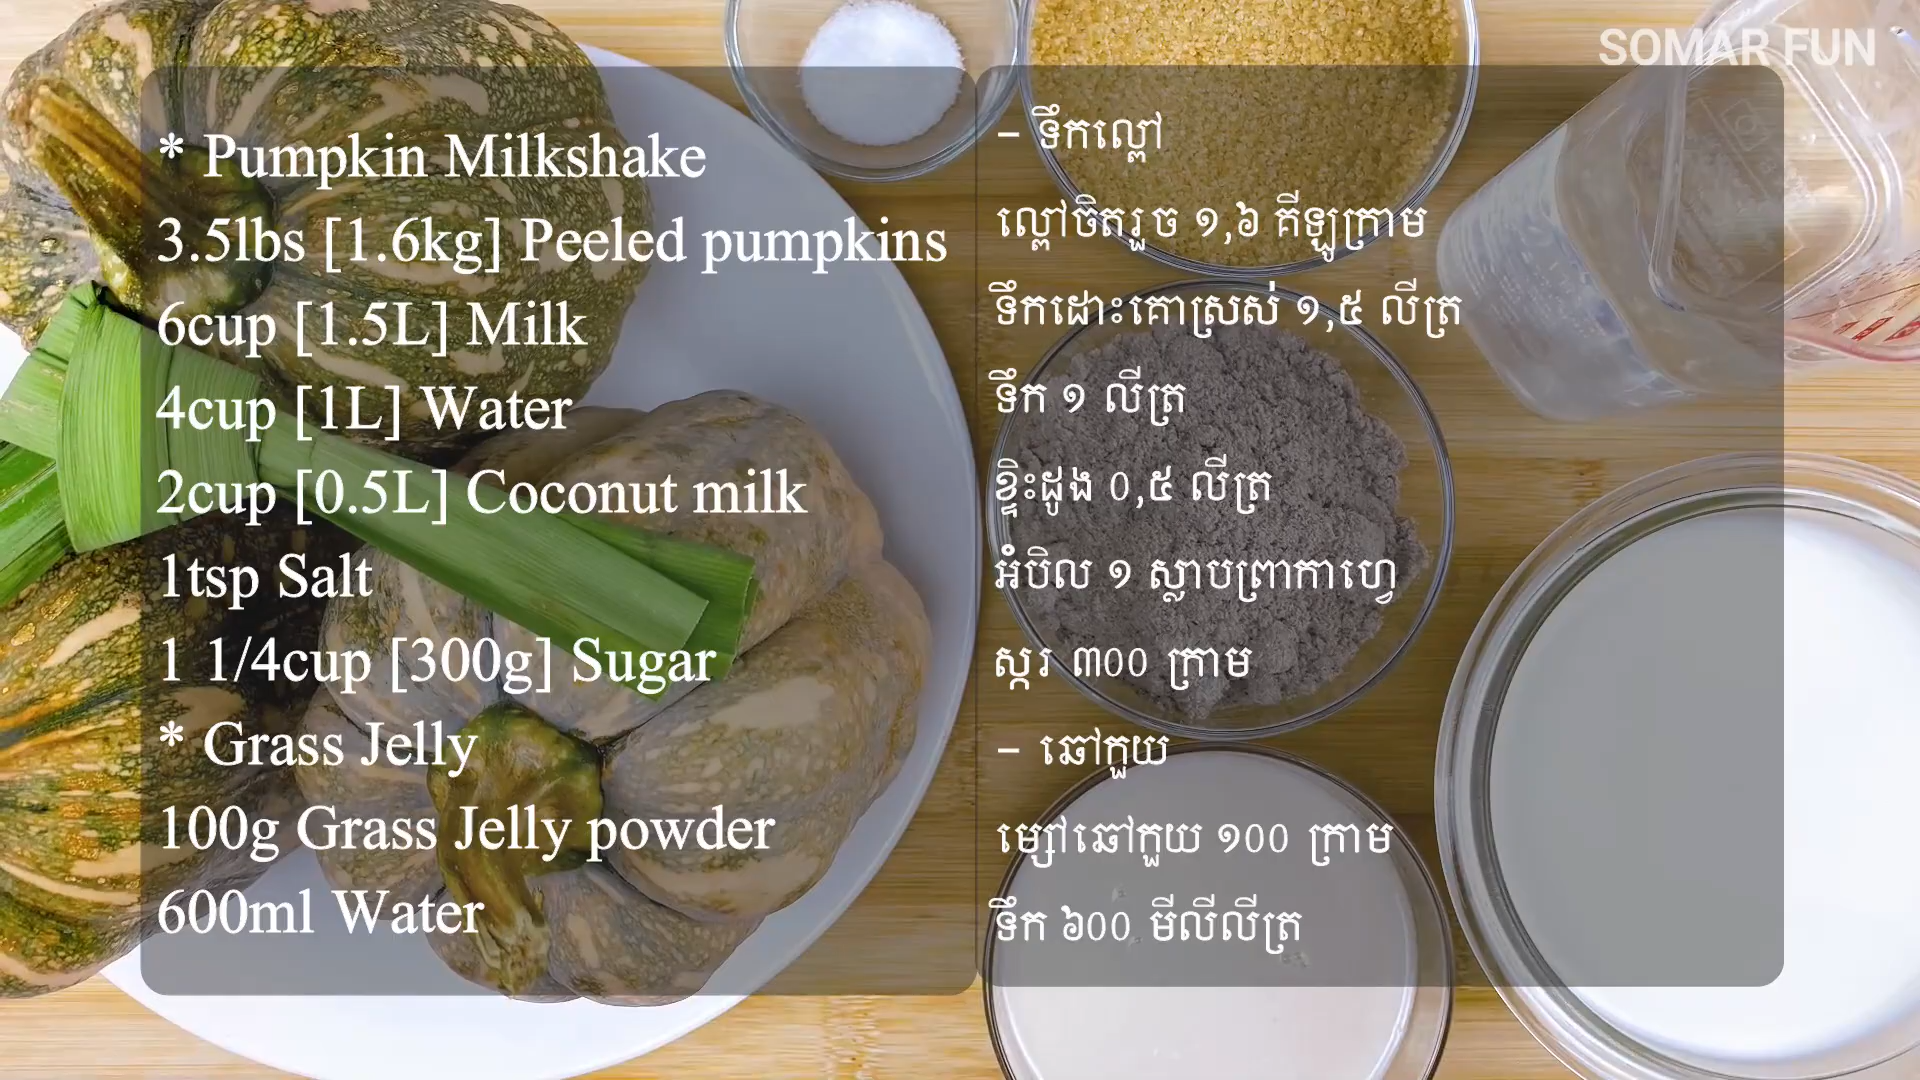 SOMAR FUN
* Pumpkin Milkshake
3.5lbs [1.6kg] Peeled pumpkins
6cup [1.5L] Milk
4cup [1L] Water
2cup [0.5L] Coconut milk
1tsp Salt
1 1/4cup [300g] Sugar
* Grass Jelly
100g Grass Jelly powder
600ml Water
- ទឹកល្ពៅ
ល្ពៅចិតរួច ១,៦ គីឡូក្រាម
ទឹកដោះគោស្រស់ ១,៥ លីត្រ
ទឹក ១ លីត្រ
ខ្ទិះដូង ០,៥ លីត្រ
អំបិល ១ ស្លាបព្រាកាហ្វេ
ស្ករ ៣០០ ក្រាម
- ឆៅកួយ
ម្សៅឆៅកួយ ១០០ ក្រាម
ទឹក ៦០០ មីលីលីត្រ